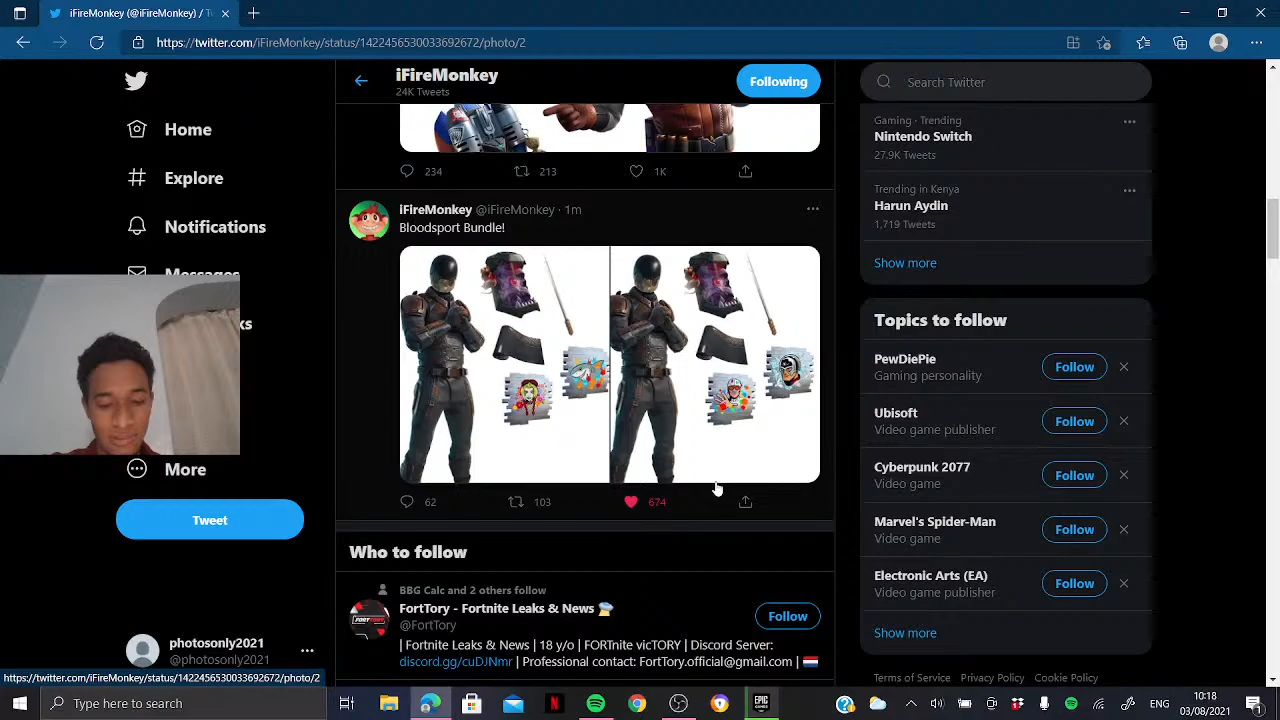 iFireMonkey (@iFireMonkey) / Tw
https://twitter.com/iFireMonkey/status/1422456530033692672/photo/2
iFireMonkey
24K Tweets
Following
Home
Explore
Notifications
Messages
ks
More
Tweet
photosonly2021
@photosonly2021
234
213
1K
iFireMonkey @iFireMonkey · 1m
Bloodsport Bundle!
62
103
674
Who to follow
BBG Calc and 2 others follow
FortTory - Fortnite Leaks & News
@FortTory
Follow
FORTTORY
| Fortnite Leaks & News | 18 y/o | FORTnite vicTORY | Discord Server:
discord.gg/cuDJNmr | Professional contact: FortTory.official@gmail.com |
Search Twitter
Gaming · Trending
Nintendo Switch
27.9K Tweets
Trending in Kenya
Harun Aydin
1,719 Tweets
Show more
Topics to follow
PewDiePie
Gaming personality
Follow
Ubisoft
Video game publisher
Follow
Cyberpunk 2077
Video game
Follow
Marvel's Spider-Man
Video game
Follow
Electronic Arts (EA)
Video game publisher
Follow
Show more
Terms of Service Privacy Policy Cookie Policy
https://twitter.com/iFireMonkey/status/1422456530033692672/photo/2
Type here to search
EPIC GAMES
10:18
03/08/2021
1